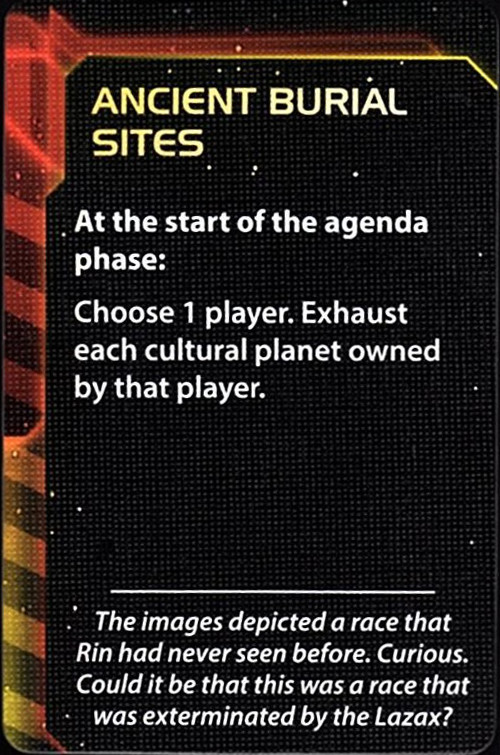 ANCIENT BURIAL
SITES
At the start of the agenda
phase:
Choose 1 player. Exhaust
each cultural planet owned
by that player.
The images depicted a race that
Rin had never seen before. Curious.
Could it be that this was a race that
was exterminated by the Lazax?